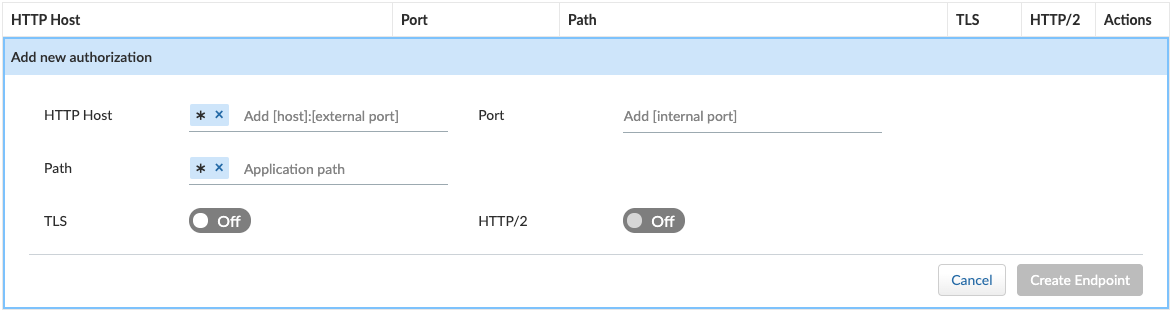 HTTP Host Port Path TLS HTTP/2 Actions
Add new authorization
HTTP Host * × Add [host]:[external port] Port Add [internal port]
Path * × Application path
TLS Off HTTP/2 Off
Cancel Create Endpoint